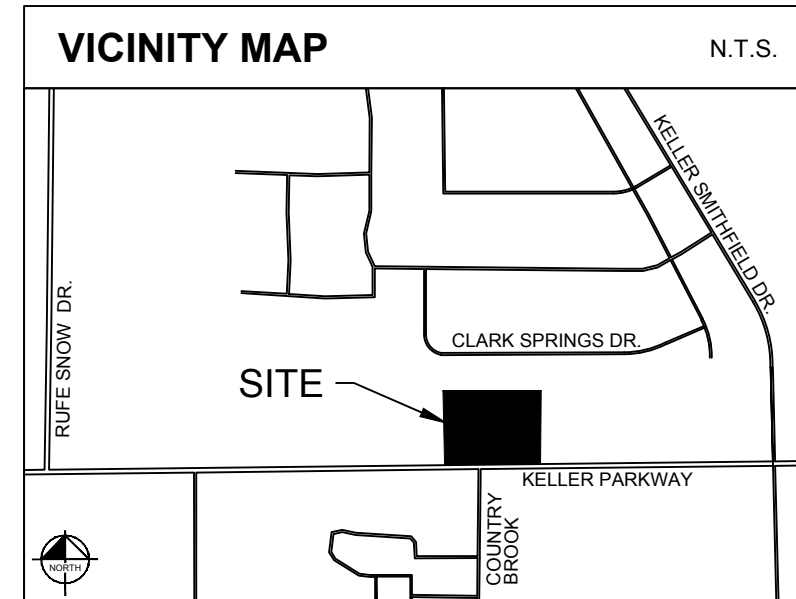 VICINITY MAP
N.T.S.
KELLER SMITHFIELD DR.
RUFE SNOW DR.
CLARK SPRINGS DR.
SITE
KELLER PARKWAY
COUNTRY
BROOK
NORTH